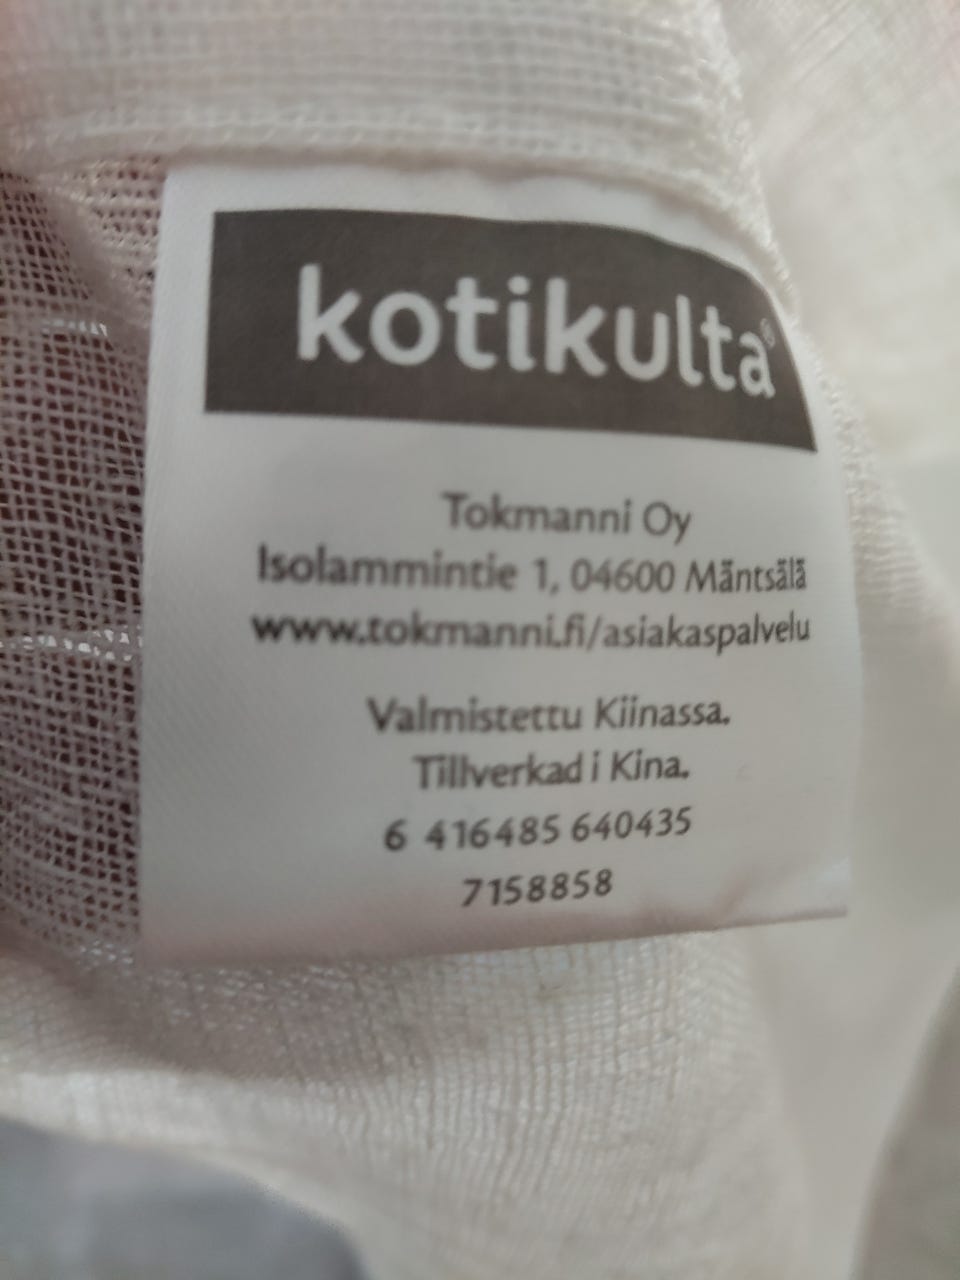 kotikulta®
Tokmanni Oy
Isolammintie 1, 04600 Mäntsälä
www.tokmanni.fi/asiakaspalvelu
Valmistettu Kiinassa.
Tillverkad i Kina.
6 416485 640435
7158858